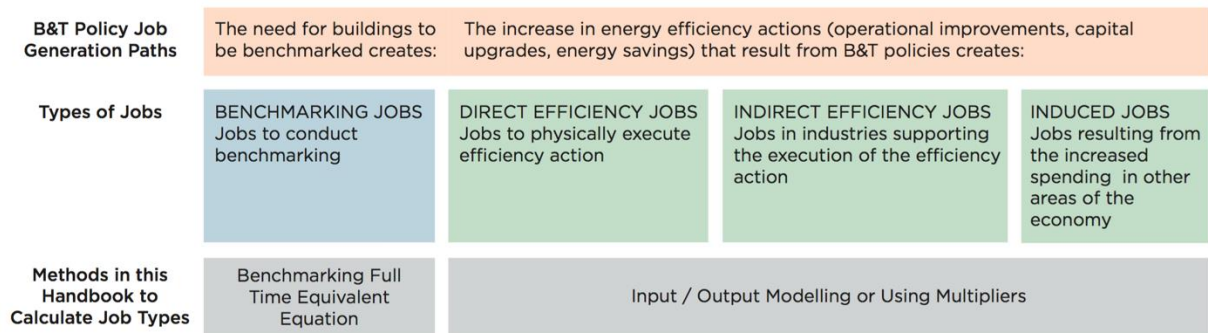 B&T Policy Job
Generation Paths
The need for buildings to
be benchmarked creates:
The increase in energy efficiency actions (operational improvements, capital
upgrades, energy savings) that result from B&T policies creates:
Types of Jobs
BENCHMARKING JOBS
Jobs to conduct
benchmarking
DIRECT EFFICIENCY JOBS
Jobs to physically execute
efficiency action
INDIRECT EFFICIENCY JOBS
Jobs in industries supporting
the execution of the efficiency
action
INDUCED JOBS
Jobs resulting from
the increased
spending in other
areas of the
economy
Methods in this
Handbook to
Calculate Job Types
Benchmarking Full
Time Equivalent
Equation
Input / Output Modelling or Using Multipliers